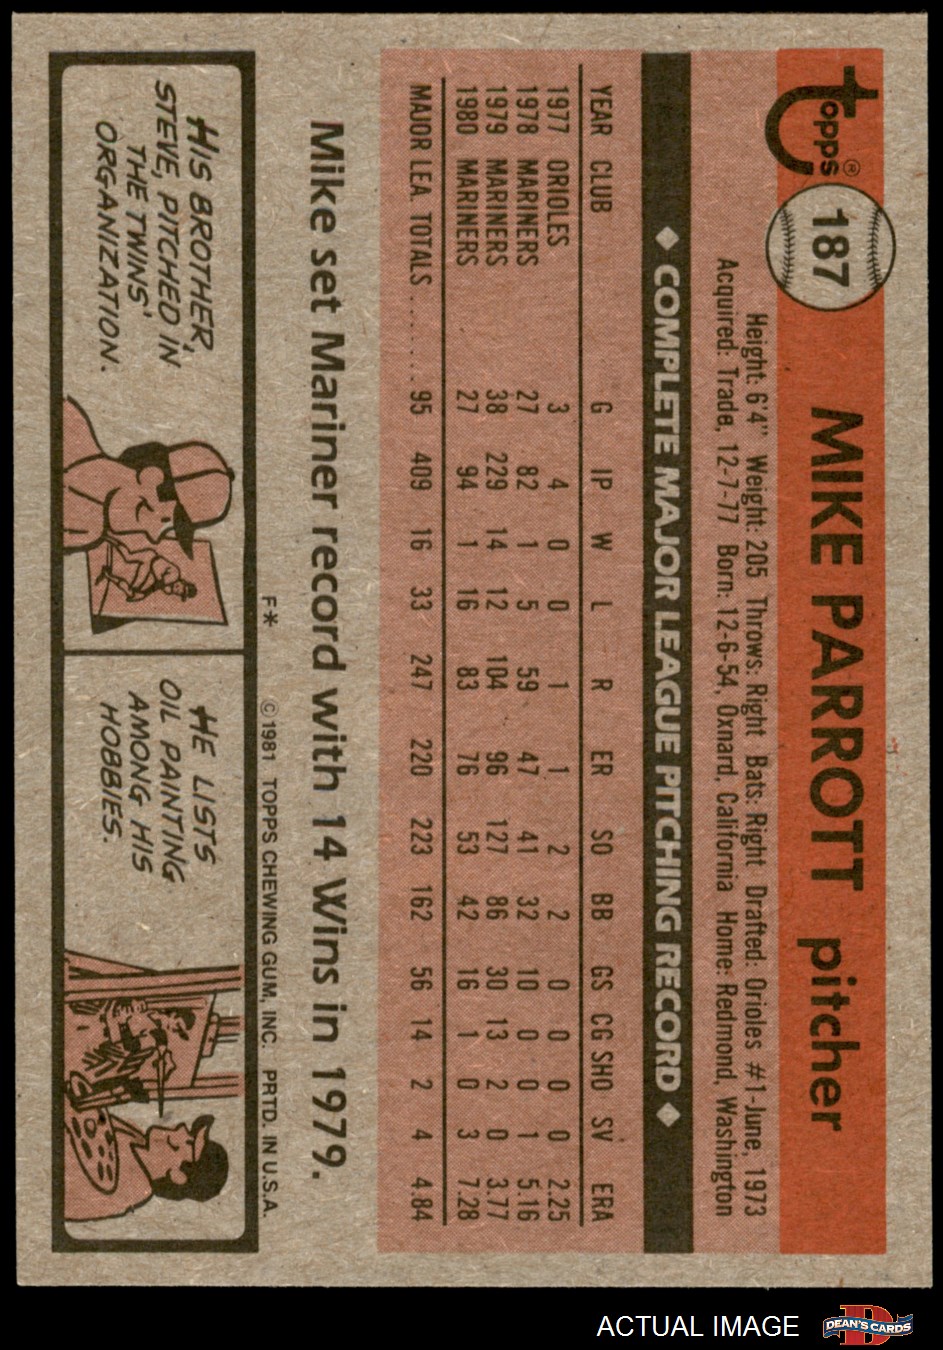 Topps® 187 MIKE PARROTT pitcher
Height: 6'4" Weight: 205 Throws: Right Bats: Right Drafted: Orioles #1-June, 1973
Acquired: Trade, 12-7-77 Born: 12-6-54, Oxnard, California Home: Redmond, Washington
◆ COMPLETE MAJOR LEAGUE PITCHING RECORD ◆
YEAR CLUB G IP W L R ER SO BB GS CG SHO SV ERA
1977 ORIOLES 3 4 0 0 1 1 2 2 0 0 0 0 2.25
1978 MARINERS 27 82 1 5 59 47 41 32 10 0 0 1 5.16
1979 MARINERS 38 229 14 12 104 96 127 86 30 13 2 0 3.77
1980 MARINERS 27 94 1 16 83 76 53 42 16 1 0 3 7.28
MAJOR LEA. TOTALS ...... 95 409 16 33 247 220 223 162 56 14 2 4 4.84
Mike set Mariner record with 14 Wins in 1979.
F* © 1981 TOPPS CHEWING GUM, INC. PRTD. IN U.S.A.
HIS BROTHER,
STEVE, PITCHED IN
THE TWINS'
ORGANIZATION.
HE LISTS
OIL PAINTING
AMONG HIS
HOBBIES.
ACTUAL IMAGE DEAN'S CARDS